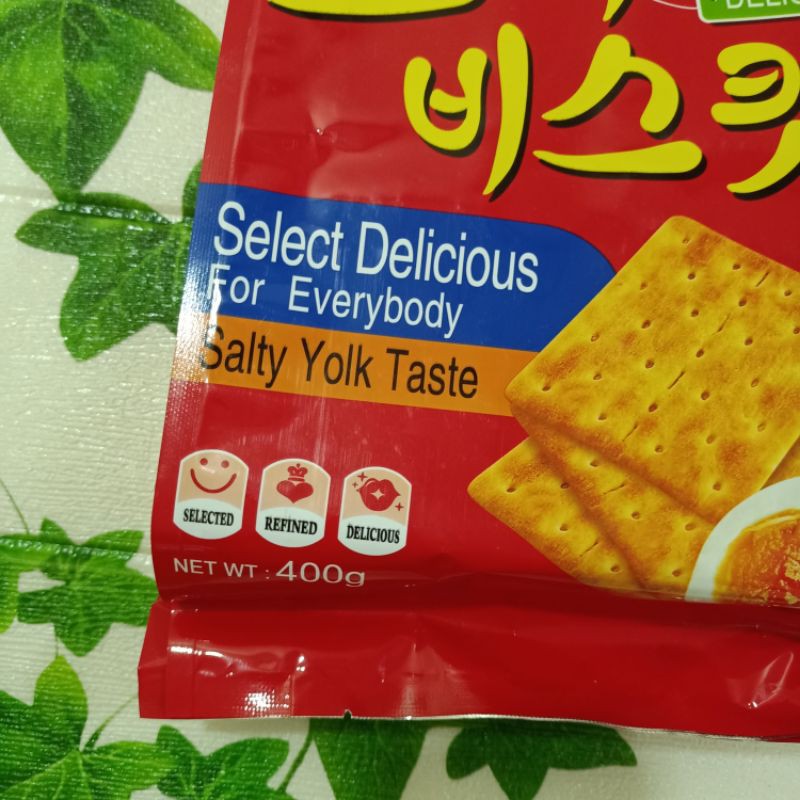 비스킷
Select Delicious
For Everybody
Salty Yolk Taste
SELECTED
REFINED
DELICIOUS
NET WT : 400g